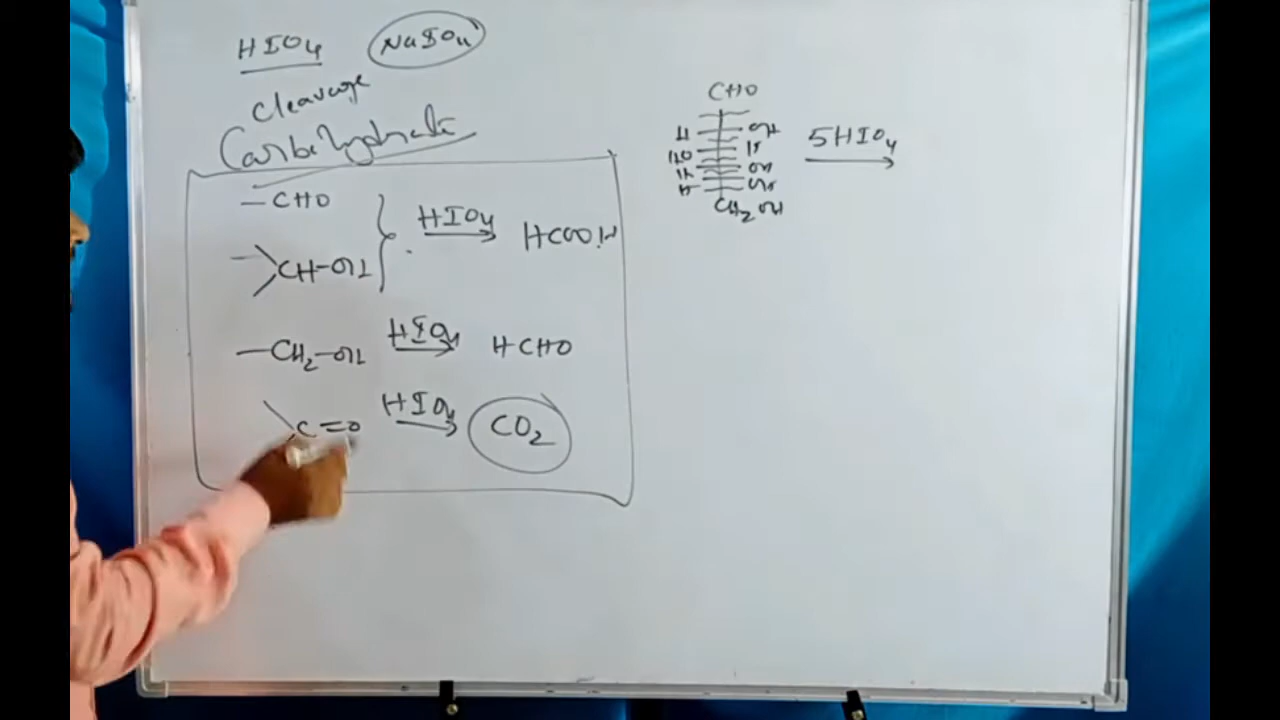 HIO4 NaIO4
Cleavage
Carbohydrate
—CHO
CH-OH
HIO4 HCOOH
—CH2-OH HIO4 HCHO
C=O HIO4 CO2
CHO
H OH
HO H
H OH
H OH
CH2OH
5HIO4